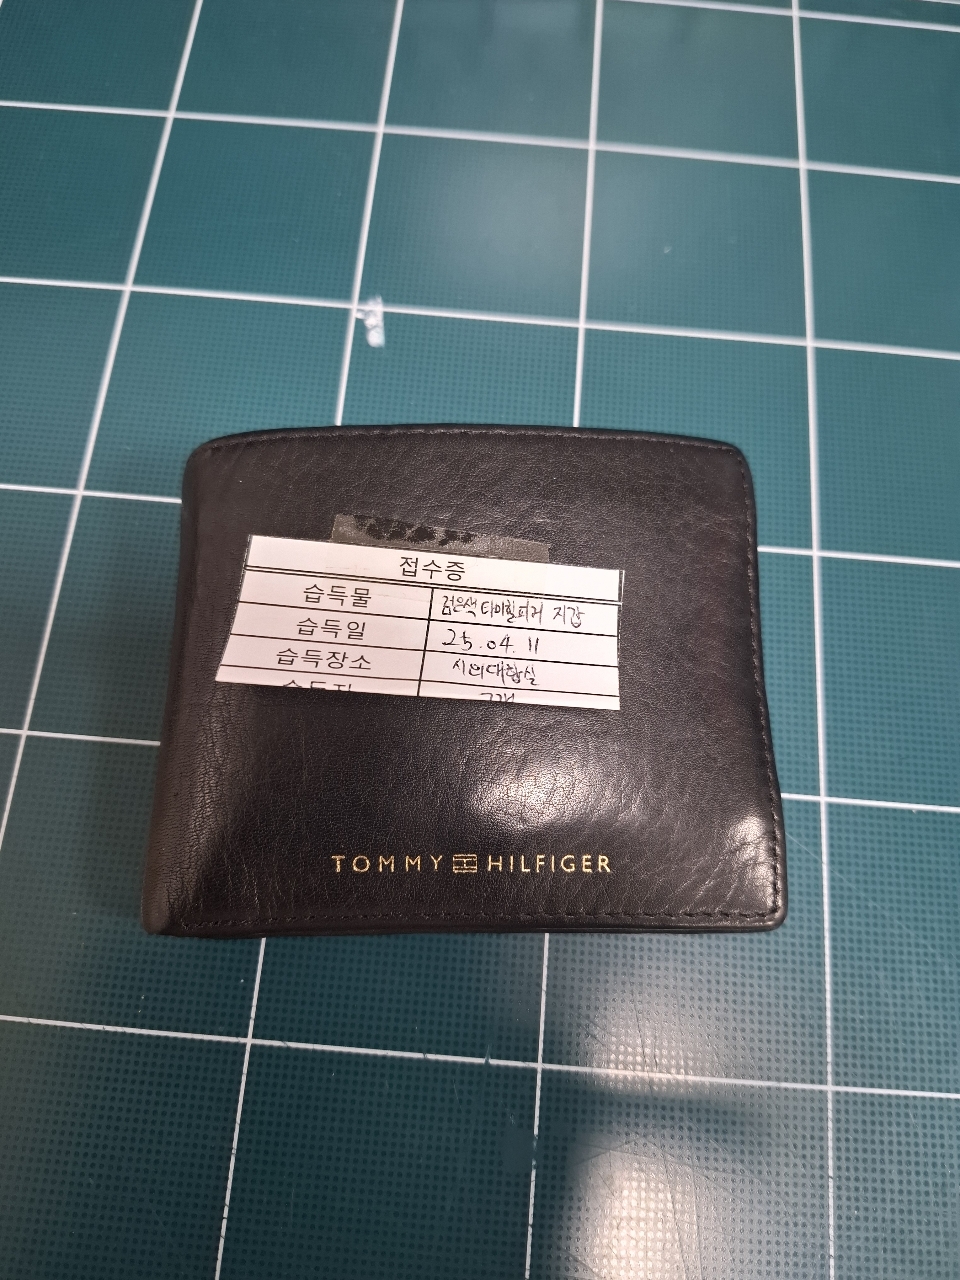 접수증
습득물 검은색 타미힐피거 지갑
습득일 25.04.11
습득장소 시외대합실
TOMMY HILFIGER